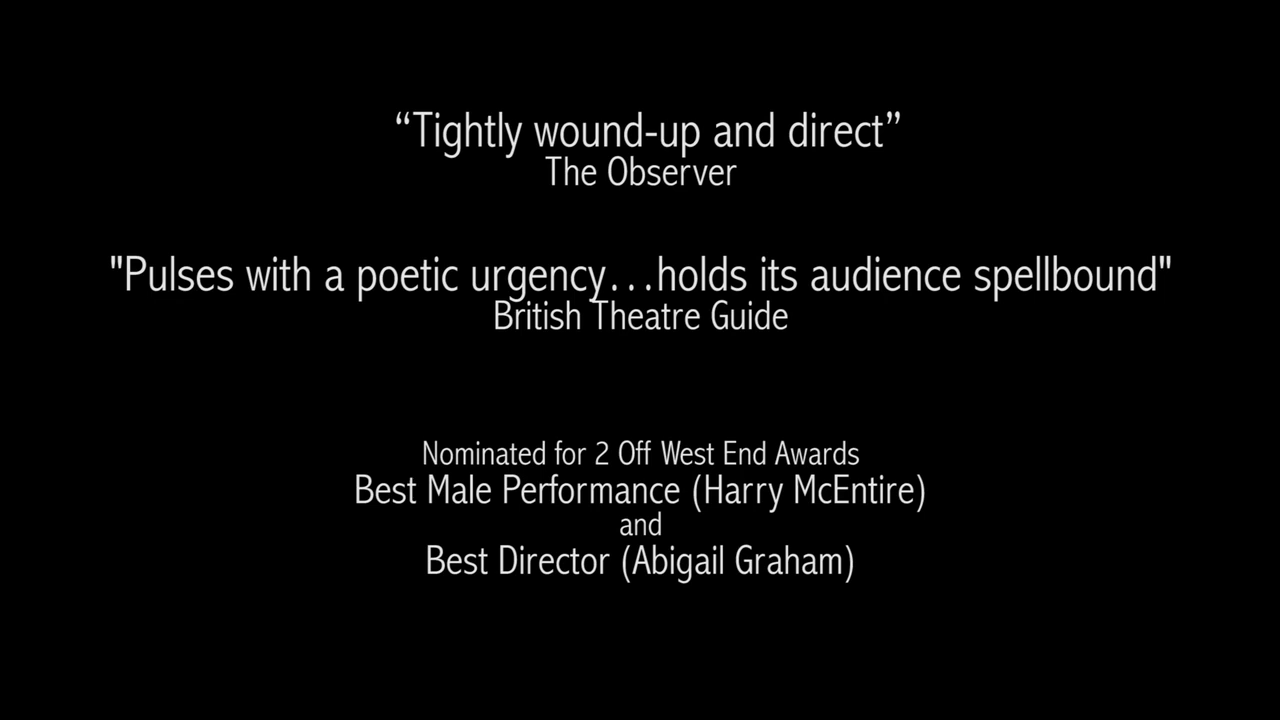 “Tightly wound-up and direct”
The Observer
"Pulses with a poetic urgency...holds its audience spellbound"
British Theatre Guide
Nominated for 2 Off West End Awards
Best Male Performance (Harry McEntire)
and
Best Director (Abigail Graham)